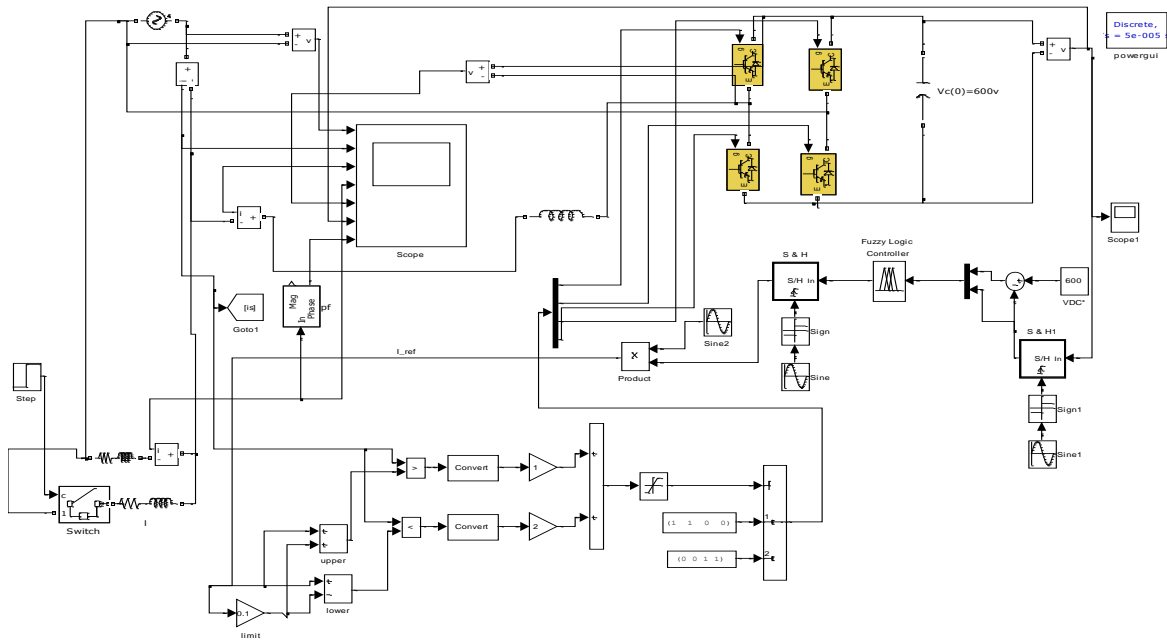 Discrete,
s = 5e-005 s
powergui
+
-
v
v
+
-
+
-
v
g
C
E
g
C
E
g
C
E
g
C
E
Vc(0)=600v
+
i
-
i
-
+
Scope
Scope1
Fuzzy Logic
Controller
S & H
S/H In
600
VDC*
[is]
Goto1
Mag
Phase
In
pf
Sign
Sine
Sine2
S & H1
S/H In
I_ref
x
Product
Step
Sign1
Sine1
i
-
+
c
1
Switch
l
>
Convert
1
<
Convert
2
(1 1 0 0)
1
(0 0 1 1)
2
upper
lower
0.1
limit